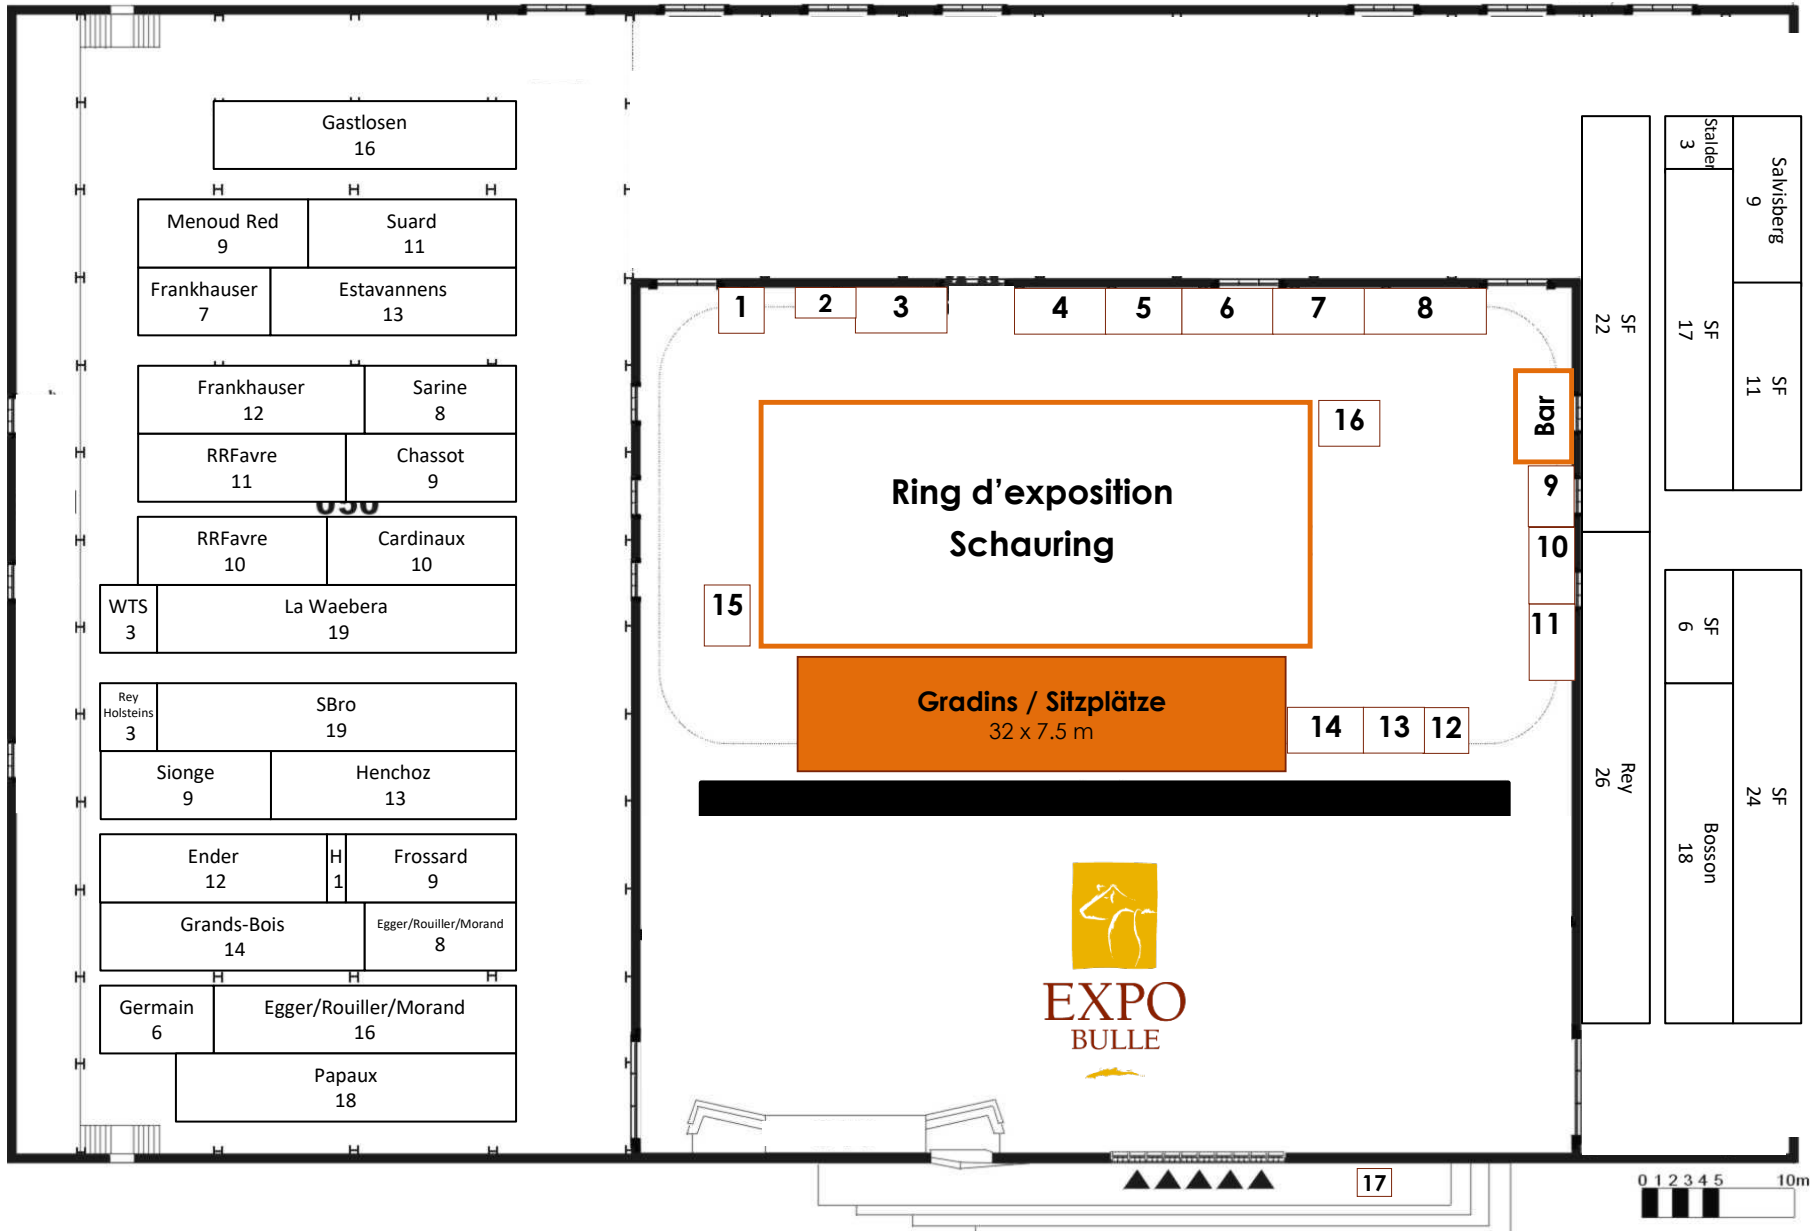 Gastlosen
16
Menoud Red
9
Suard
11
Frankhauser
7
Estavannens
13
Frankhauser
12
Sarine
8
RRFavre
11
Chassot
9
RRFavre
10
Cardinaux
10
WTS
3
La Waebera
19
Rey
Holsteins
3
SBro
19
Sionge
9
Henchoz
13
Ender
12
H
1
Frossard
9
Grands-Bois
14
Egger/Rouiller/Morand
8
Germain
6
Egger/Rouiller/Morand
16
Papaux
18
1
2
3
4
5
6
7
8
Bar
16
Ring d'exposition
Schauring
9
10
11
15
Gradins / Sitzplätze
32 x 7.5 m
14
13
12
EXPO
BULLE
17
SF
22
Rey
26
Stalder
3
SF
17
SF
6
Bosson
18
Salvisberg
9
SF
11
SF
24
0 1 2 3 4 5 10m